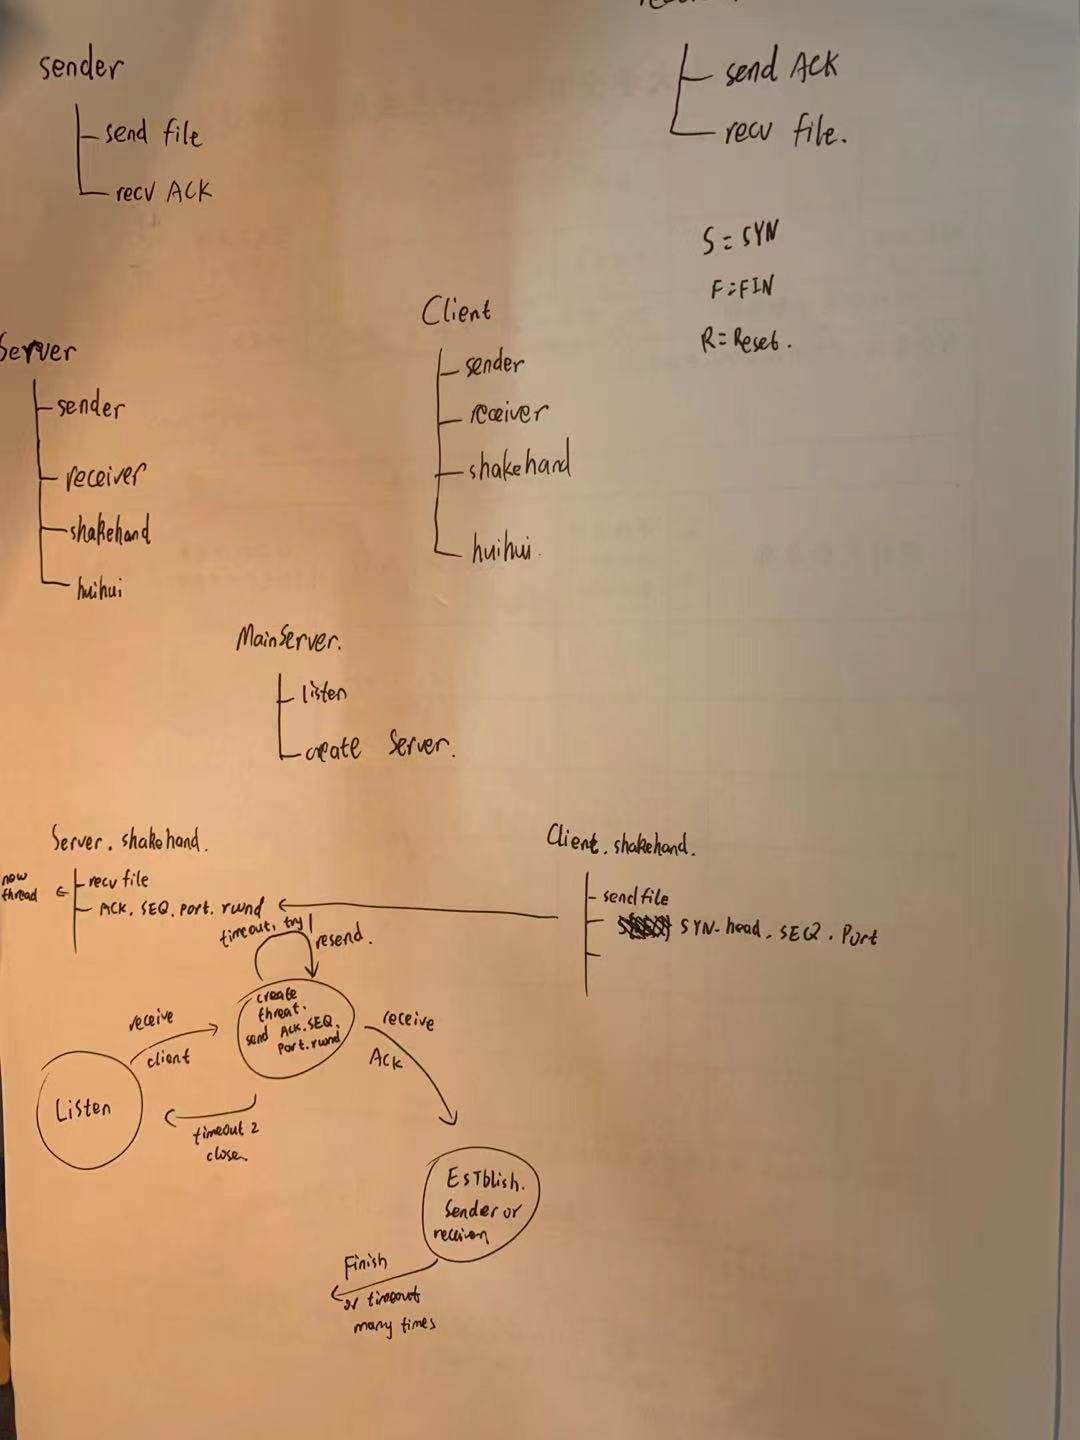 sender
send file
recv ACK
send ACK
recv file.
S = SYN
F = FIN
R = Reset.
Server
sender
receiver
shakehand
huihui
Client
sender
receiver
shakehand
huihui.
MainServer.
listen
create Server.
Server. shakehand.
new
thread
recv file
ACK. SEQ. port. rwnd
Client. shakehand.
send file
SYN-head. SEQ. Port
timeout, try 1
resend.
create
threat.
send ACK. SEQ.
Port. rwnd
receive
client
Listen
timeout 2
close
receive
ACK
EsTblish.
Sender or
Finish
or timeout
many times